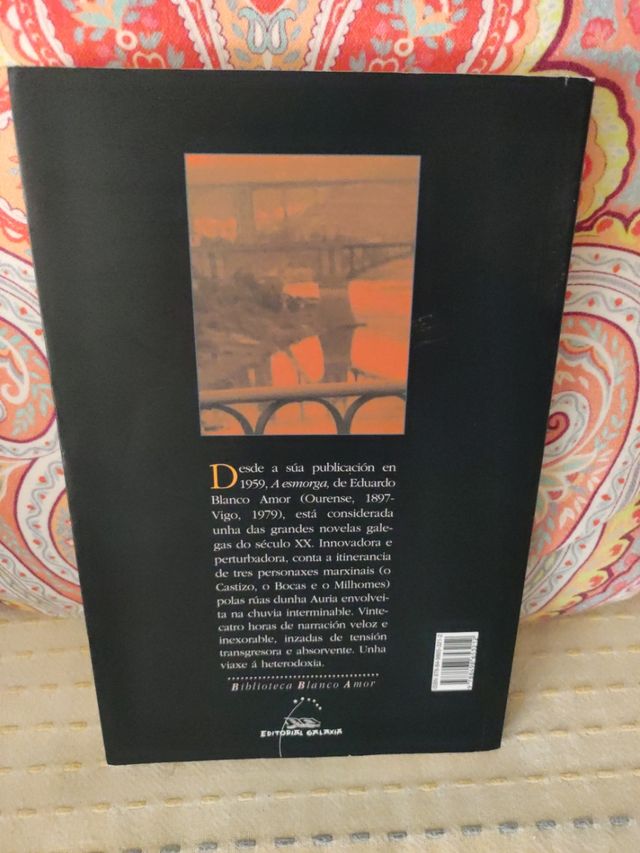 Desde a súa publicación en
1959, A esmorga, de Eduardo
Blanco Amor (Ourense, 1897-
Vigo, 1979), está considerada
unha das grandes novelas gale-
gas do século XX. Innovadora e
perturbadora, conta a itinerancia
de tres personaxes marxinais (o
Castizo, o Bocas e o Milhomes)
polas rúas dunha Auria envolvei-
ta na chuvia interminable. Vinte-
catro horas de narración veloz e
inexorable, inzadas de tensión
transgresora e absorvente. Unha
viaxe á heterodoxia.
Biblioteca Blanco Amor
EDITORIAL GALAXIA